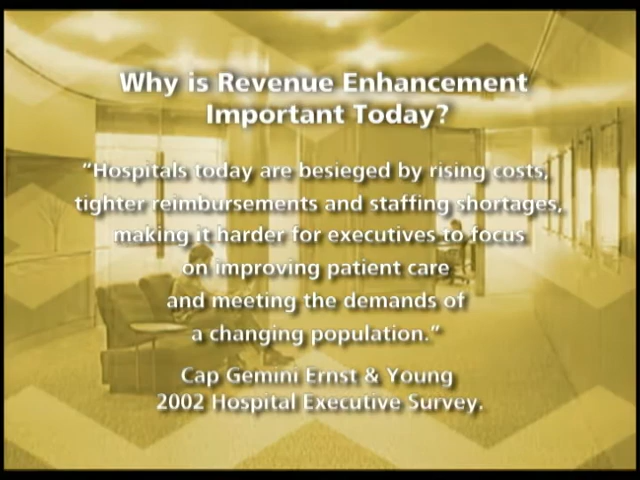 Why is Revenue Enhancement
Important Today?
"Hospitals today are besieged by rising costs,
tighter reimbursements and staffing shortages,
making it harder for executives to focus
on improving patient care
and meeting the demands of
a changing population."
Cap Gemini Ernst & Young
2002 Hospital Executive Survey.